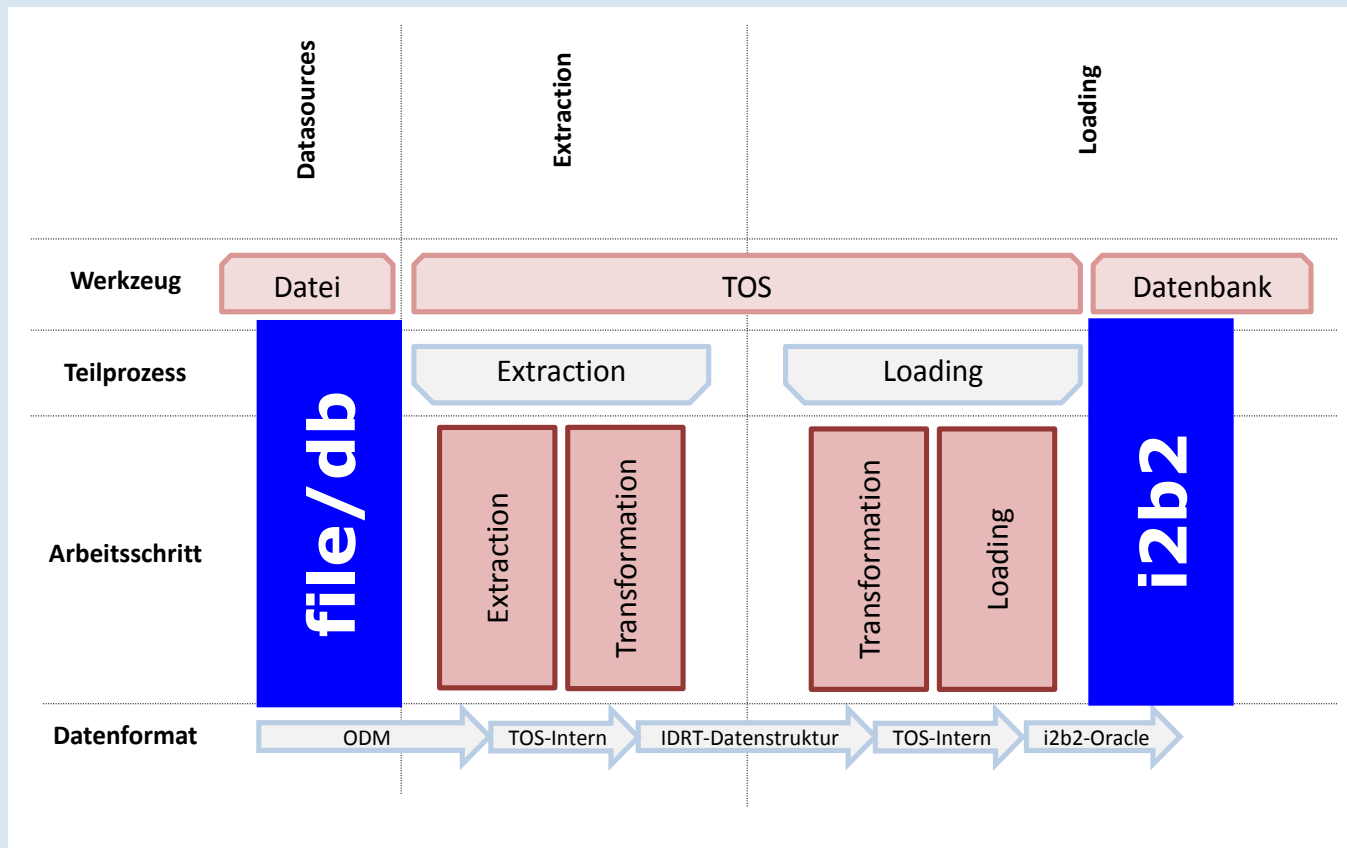 Datasources
Extraction
Loading
Werkzeug
Datei
TOS
Datenbank
Teilprozess
Extraction
Loading
Arbeitsschritt
file/db
Extraction
Transformation
Transformation
Loading
i2b2
Datenformat
ODM
TOS-Intern
IDRT-Datenstruktur
TOS-Intern
i2b2-Oracle